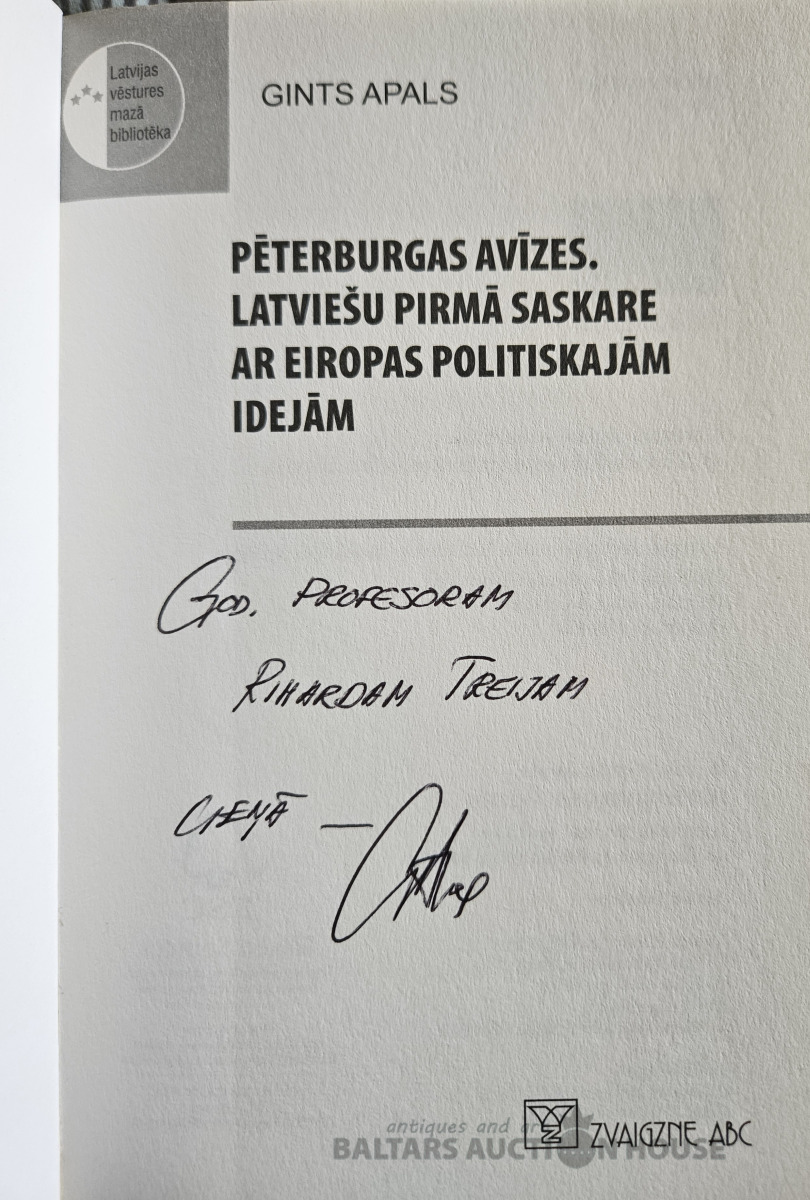 Latvijas
vēstures
mazā
bibliotēka
GINTS APALS
PĒTERBURGAS AVĪZES.
LATVIEŠU PIRMĀ SASKARE
AR EIROPAS POLITISKAJĀM
IDEJĀM
GOD. PROFESORAM
RIHARDAM TREIJAM
CIEŅĀ —
ZVAIGZNE ABC
antiques and art
BALTARS AUCTION HOUSE